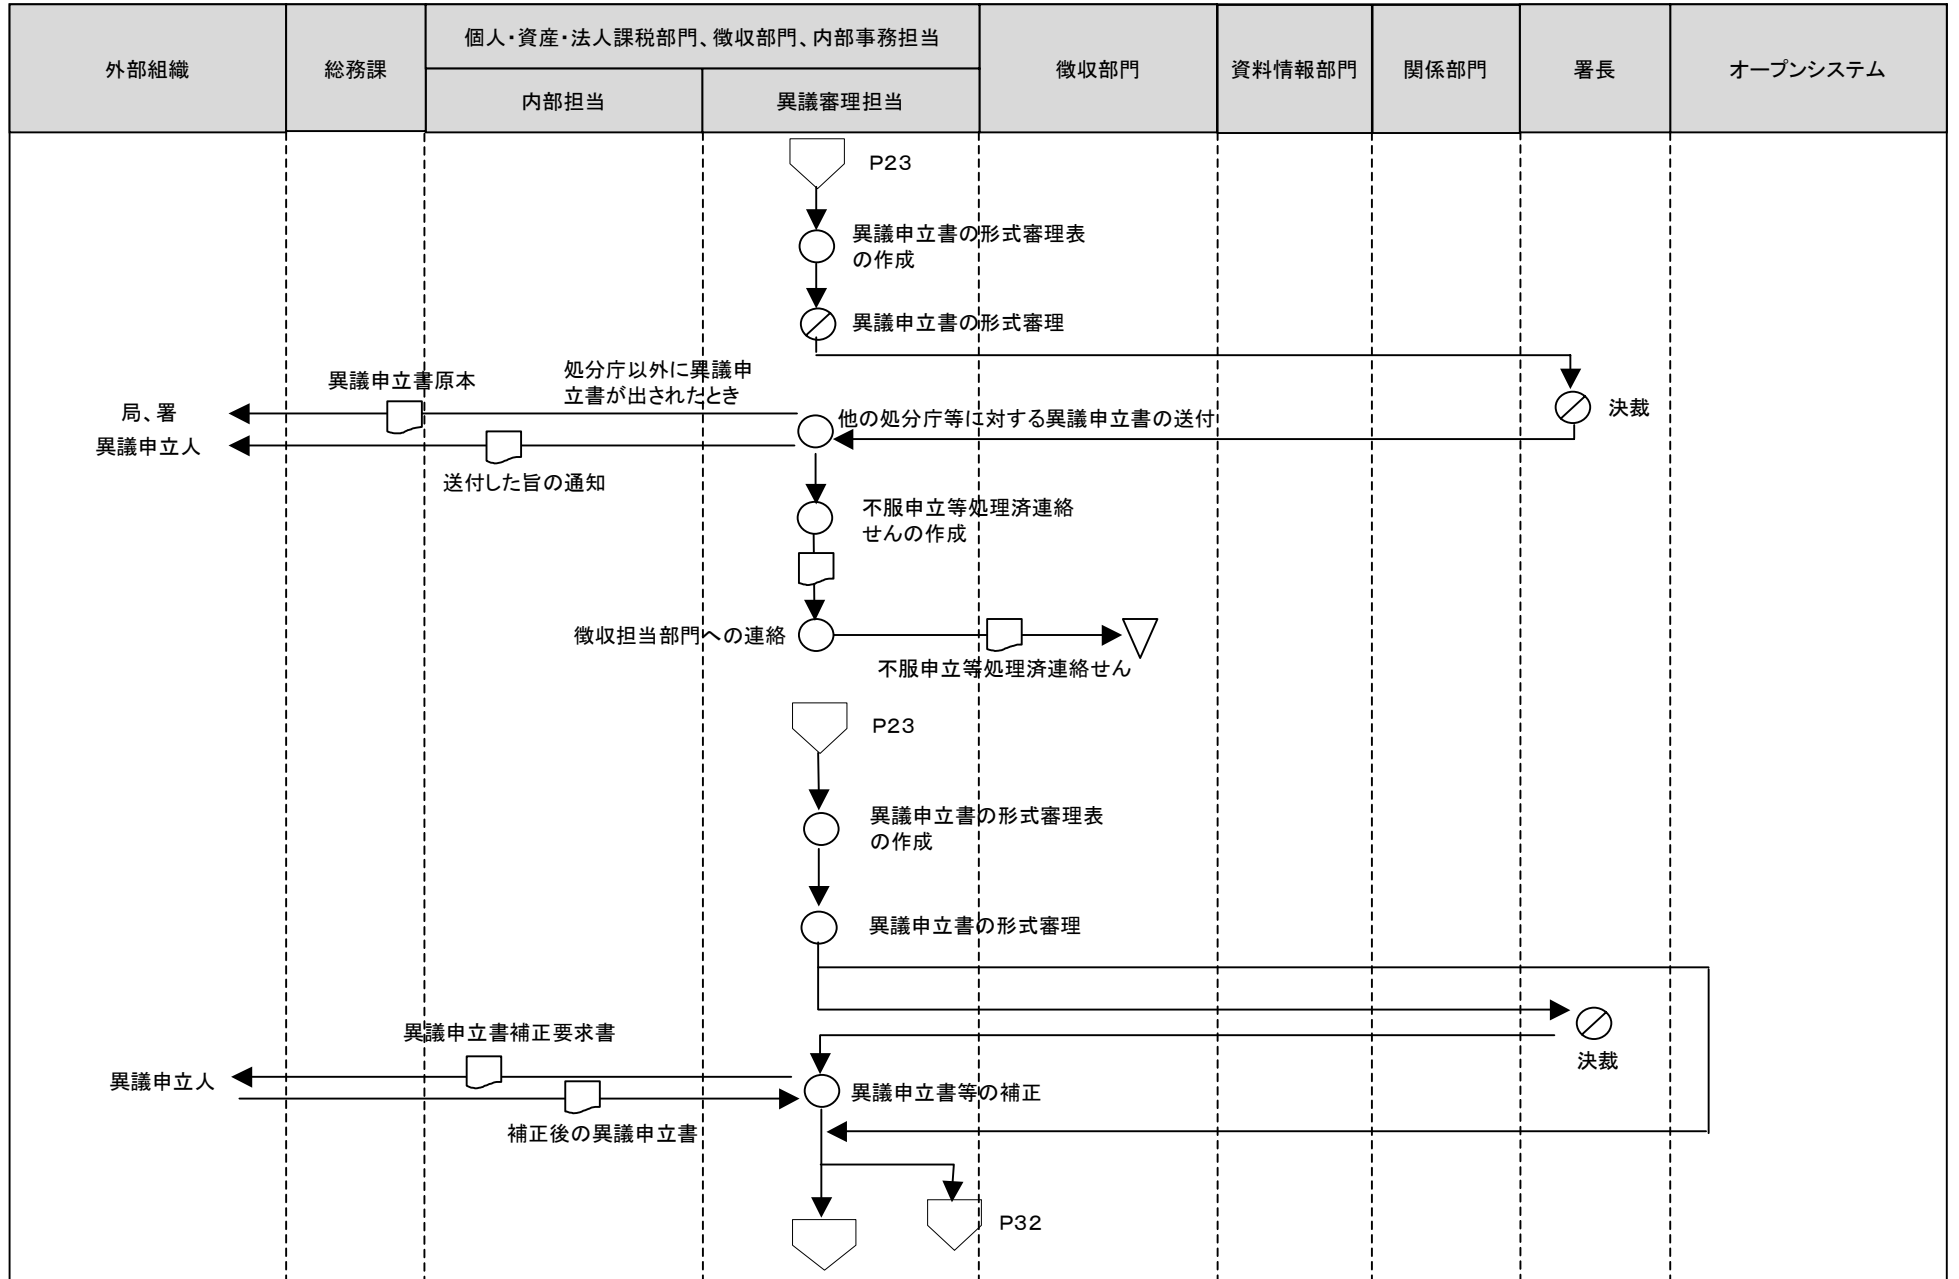 外部組織
総務課
個人・資産・法人課税部門、徴収部門、内部事務担当
内部担当
異議審理担当
徴収部門
資料情報部門
関係部門
署長
オープンシステム
P23
異議申立書の形式審理表
の作成
異議申立書の形式審理
処分庁以外に異議申
立書が出されたとき
異議申立書原本
局、署
異議申立人
送付した旨の通知
他の処分庁等に対する異議申立書の送付
決裁
不服申立等処理済連絡
せんの作成
徴収担当部門への連絡
不服申立等処理済連絡せん
P23
異議申立書の形式審理表
の作成
異議申立書の形式審理
決裁
異議申立書補正要求書
異議申立人
異議申立書等の補正
補正後の異議申立書
P32